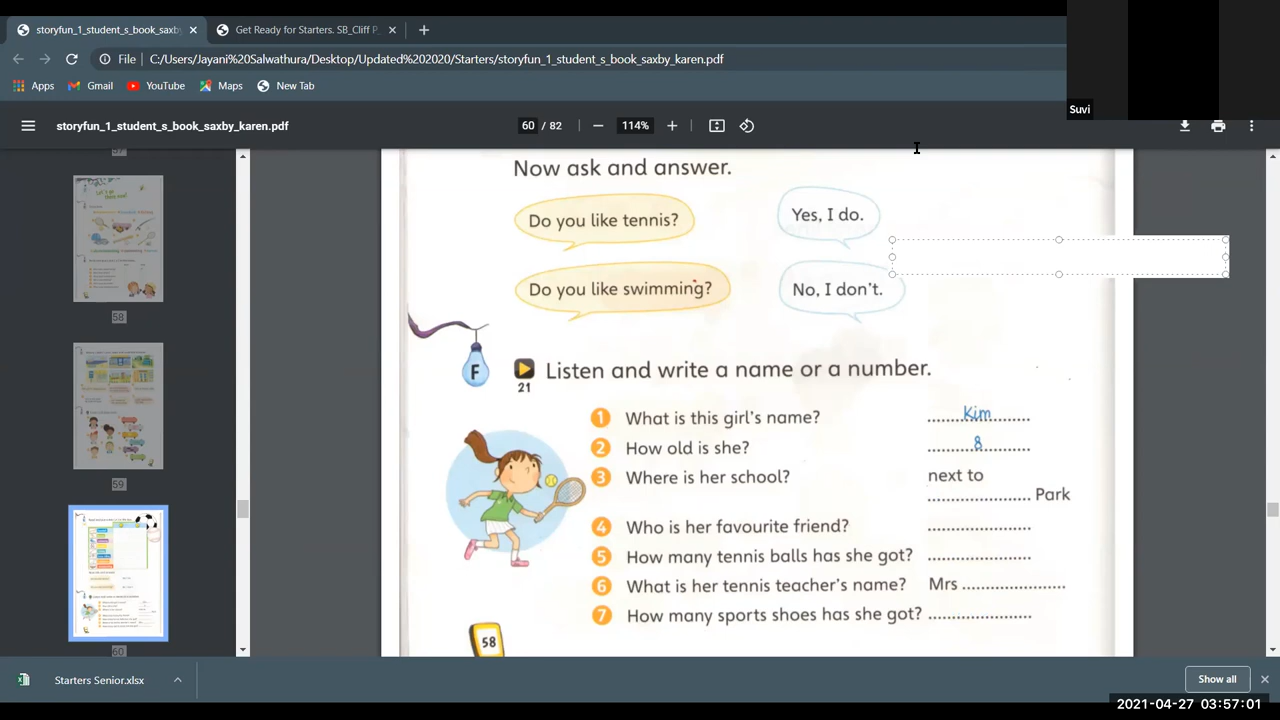 storyfun_1_student_s_book_saxby
Get Ready for Starters. SB_Cliff P
File C:/Users/Jayani%20Salwathura/Desktop/Updated%202020/Starters/storyfun_1_student_s_book_saxby_karen.pdf
Apps Gmail YouTube Maps New Tab
Suvi
storyfun_1_student_s_book_saxby_karen.pdf
60 / 82
114%
57
58
59
60
Now ask and answer.
Do you like tennis? Yes, I do.
Do you like swimming? No, I don't.
F 21 Listen and write a name or a number.
1 What is this girl's name? Kim
2 How old is she? 8
3 Where is her school? next to
.................... Park
4 Who is her favourite friend? ....................
5 How many tennis balls has she got? ....................
6 What is her tennis teacher's name? Mrs ....................
7 How many sports shoes has she got? ....................
58
Starters Senior.xlsx
Show all
2021-04-27 03:57:01